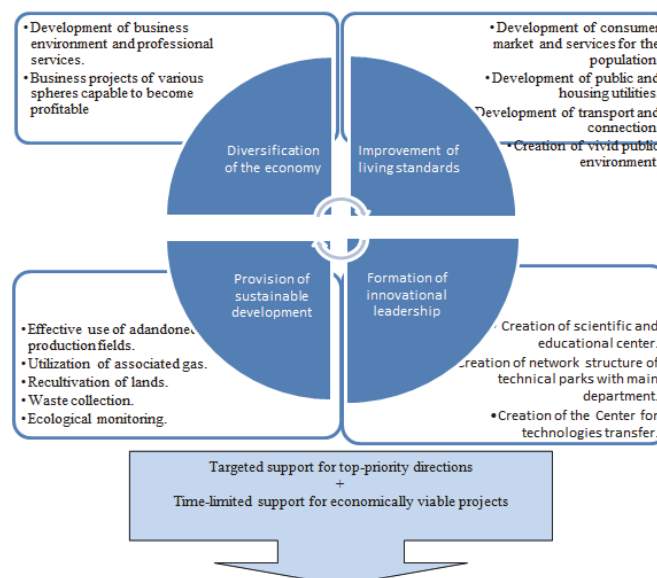 •Development of business
environment and professional
services.
•Business projects of various
spheres capable to become
profitable
•Development of consumer
market and services for the
population
•Development of public and
housing utilities
Development of transport and
connection
•Creation of vivid public
environment
Diversification
of the economy
Improvement of
living standards
Provision of
sustainable
development
Formation of
innovational
leadership
•Effective use of adandoned
production fields.
•Utilization of associated gas.
•Recultivation of lands.
•Waste collection.
•Ecological monitoring.
• Creation of scientific and
educational center.
Creation of network structure of
technical parks with main
department.
•Creation of the Center for
technologies transfer.
Targeted support for top-priority directions
+
Time-limited support for economically viable projects